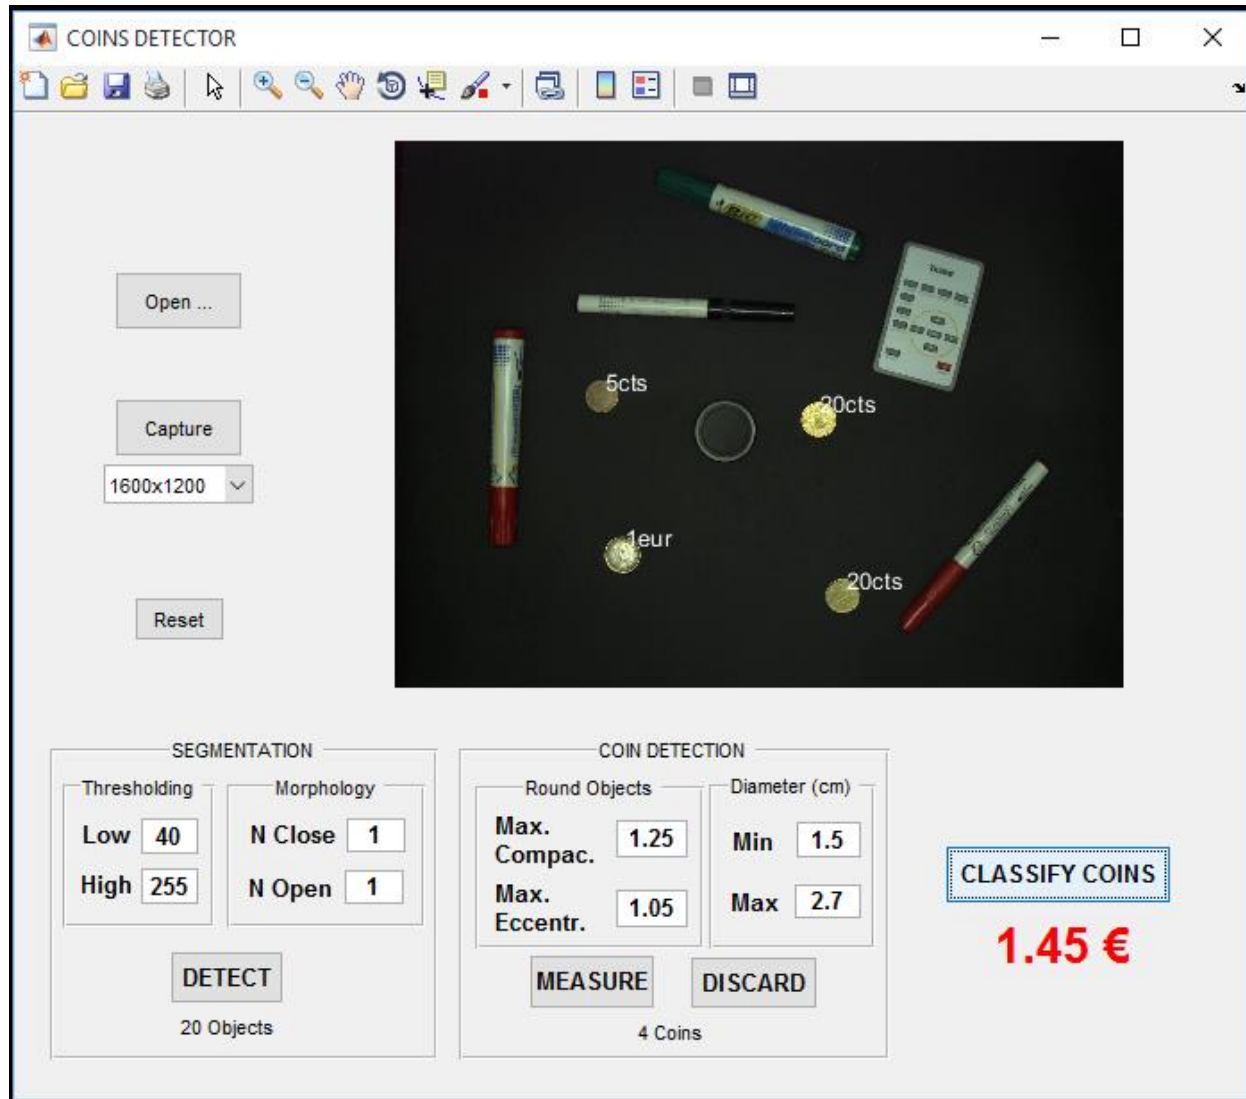 COINS DETECTOR
Open ...
Capture
1600x1200
Reset
BIC
5cts
20cts
1eur
20cts
SEGMENTATION
Thresholding
Low 40
High 255
Morphology
N Close 1
N Open 1
DETECT
20 Objects
COIN DETECTION
Round Objects
Max.
Compac. 1.25
Max.
Eccentr. 1.05
Diameter (cm)
Min 1.5
Max 2.7
MEASURE DISCARD
4 Coins
CLASSIFY COINS
1.45 €